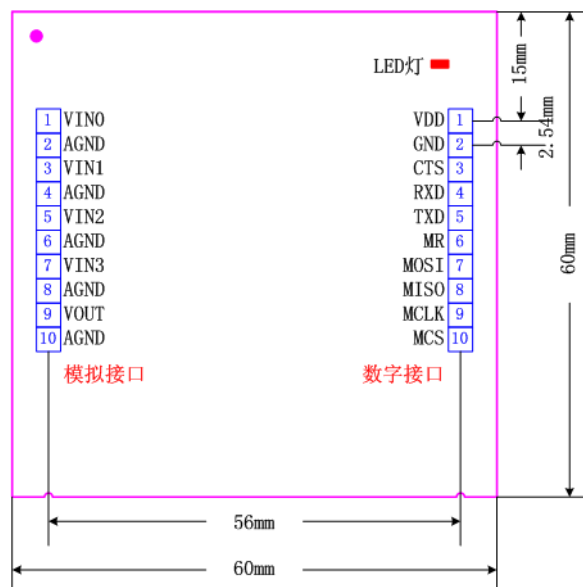 LED灯
15mm
1 VIN0 VDD 1
2 AGND GND 2
2.54mm
3 VIN1 CTS 3
4 AGND RXD 4
5 VIN2 TXD 5
6 AGND MR 6
7 VIN3 MOSI 7
8 AGND MISO 8
9 VOUT MCLK 9
10 AGND MCS 10
60mm
模拟接口 数字接口
56mm
60mm